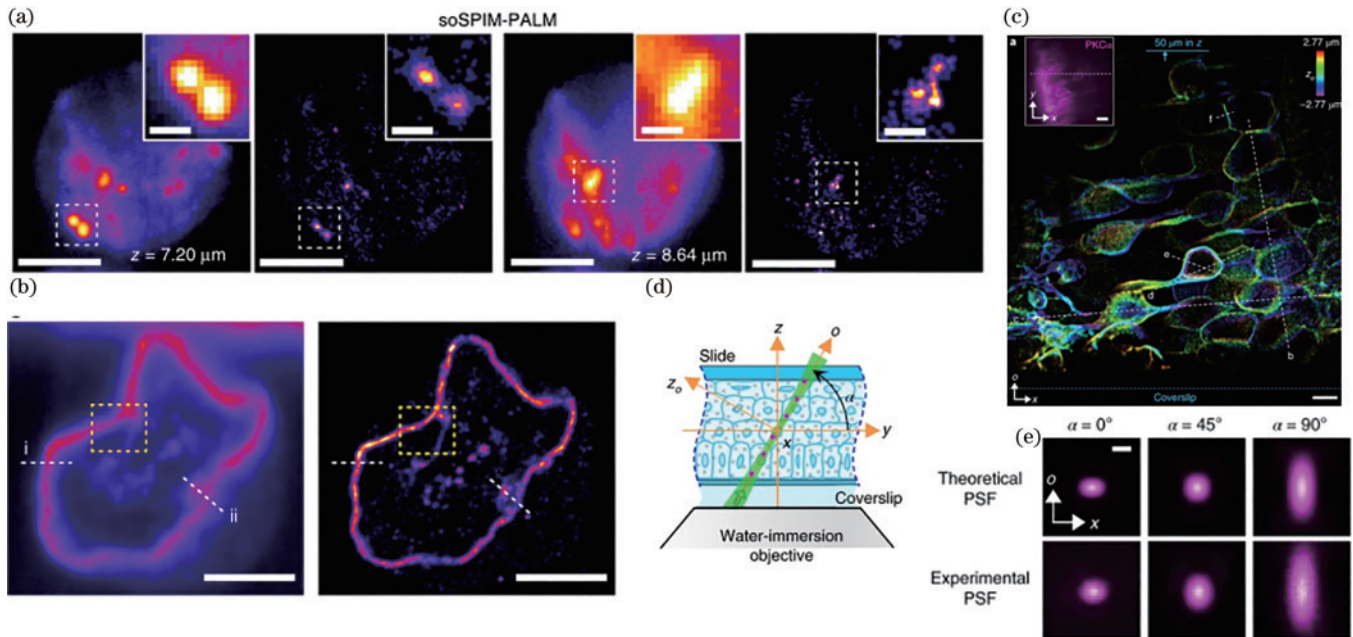 (a)
soSPIM-PALM
z = 7.20 μm
z = 8.64 μm
(b)
i
ii
(c)
a
PKCα
y
x
50 μm in z
2.77 μm
z₀
−2.77 μm
f
e
d
c
b
o
x
Coverslip
(d)
z
o
Slide
z₀
α
x
y
Coverslip
Water-immersion
objective
(e)
α = 0°
α = 45°
α = 90°
Theoretical
PSF
o
x
Experimental
PSF